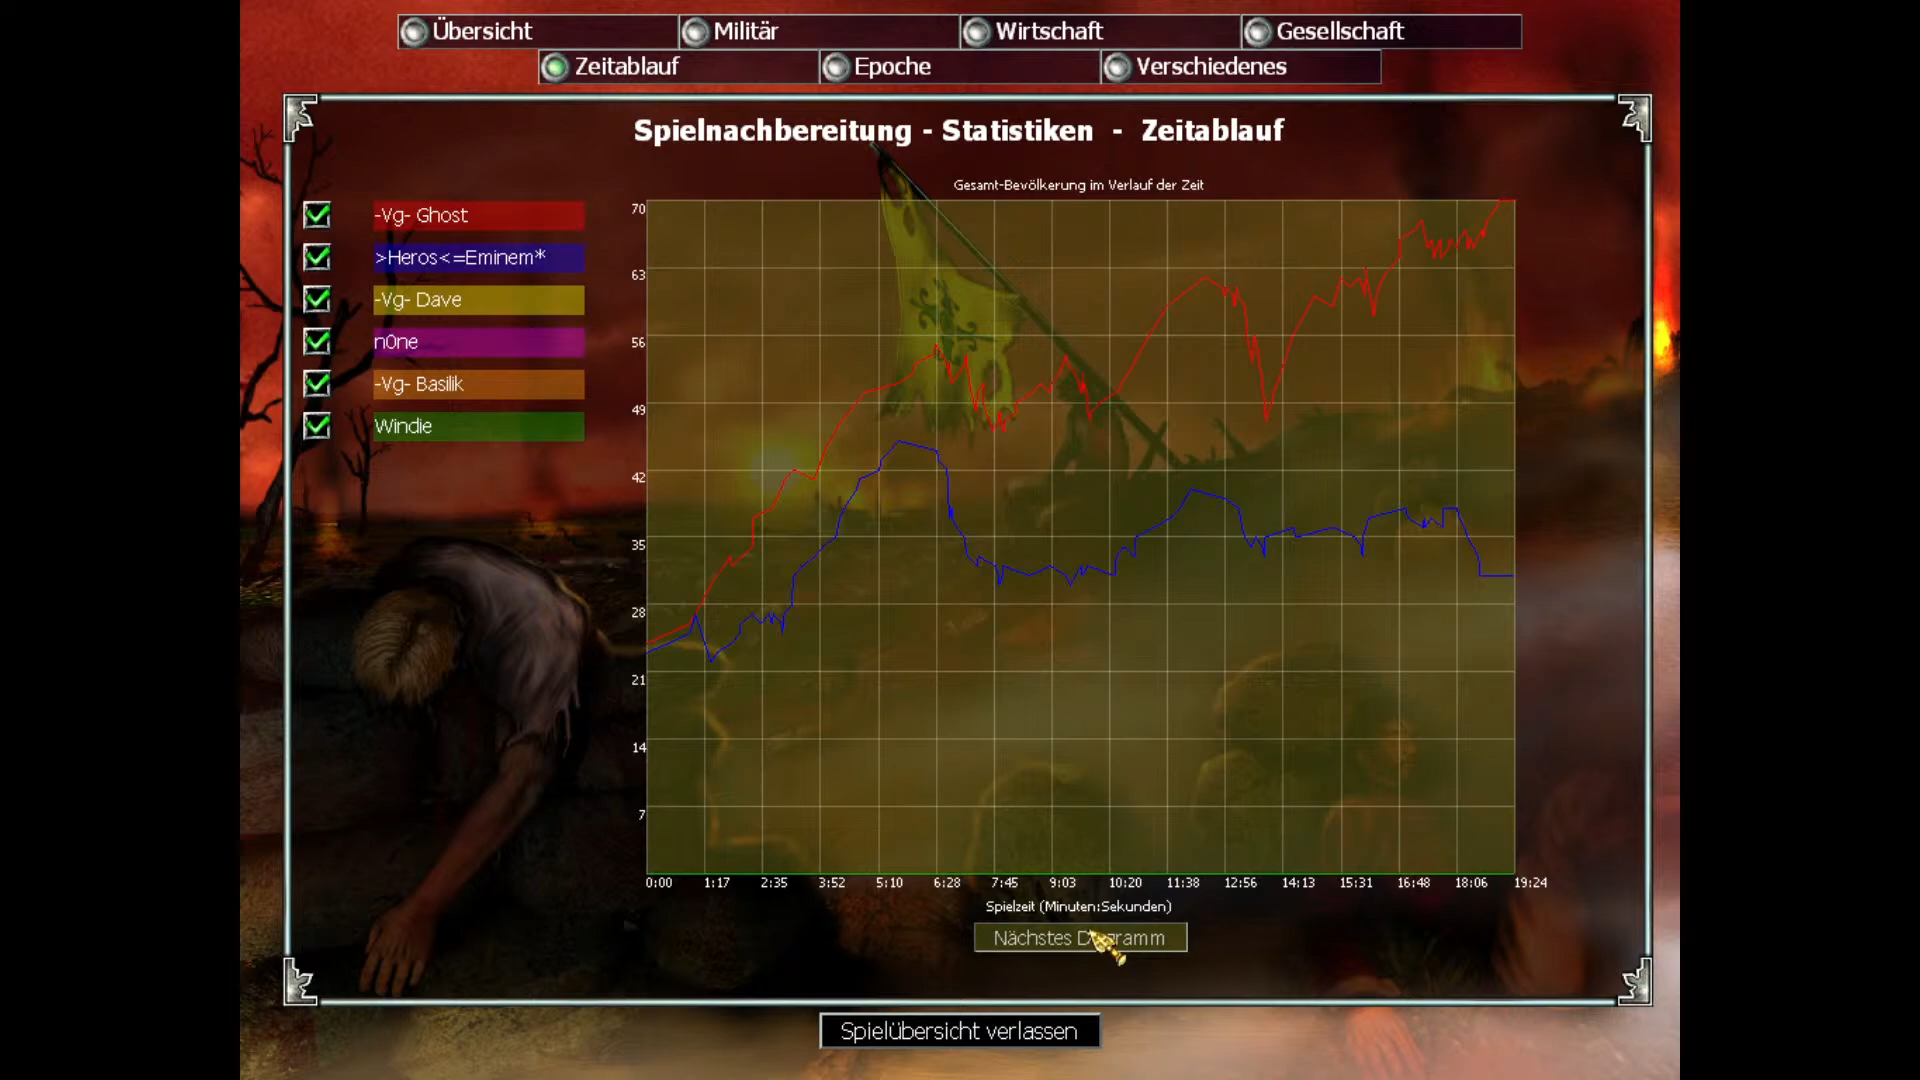 Übersicht
Militär
Wirtschaft
Gesellschaft
Zeitablauf
Epoche
Verschiedenes
Spielnachbereitung - Statistiken - Zeitablauf
Gesamt-Bevölkerung im Verlauf der Zeit
-Vg- Ghost
>Heros<=Eminem*
-Vg- Dave
n0ne
-Vg- Basilik
Windie
70
63
56
49
42
35
28
21
14
7
0:00 1:17 2:35 3:52 5:10 6:28 7:45 9:03 10:20 11:38 12:56 14:13 15:31 16:48 18:06 19:24
Spielzeit (Minuten:Sekunden)
Nächstes Diagramm
Spielübersicht verlassen